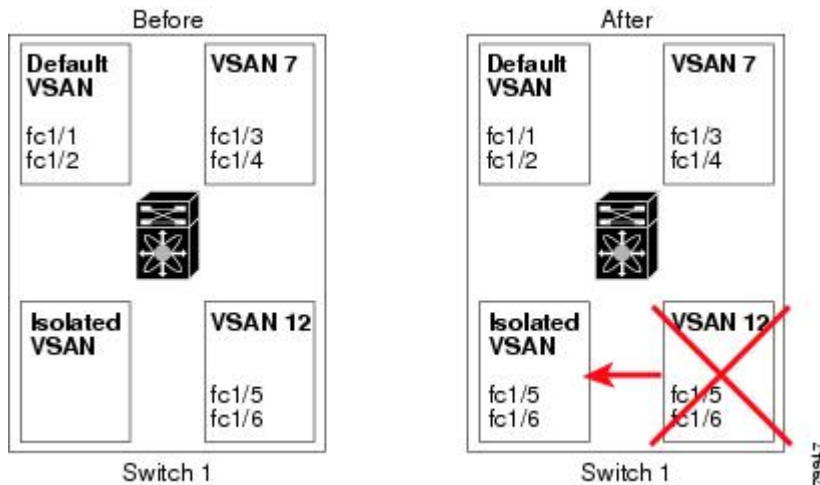 Before
Default
VSAN
fc1/1
fc1/2
VSAN 7
fc1/3
fc1/4
Isolated
VSAN
VSAN 12
fc1/5
fc1/6
Switch 1
After
Default
VSAN
fc1/1
fc1/2
VSAN 7
fc1/3
fc1/4
Isolated
VSAN
fc1/5
fc1/6
VSAN 12
fc1/5
fc1/6
Switch 1